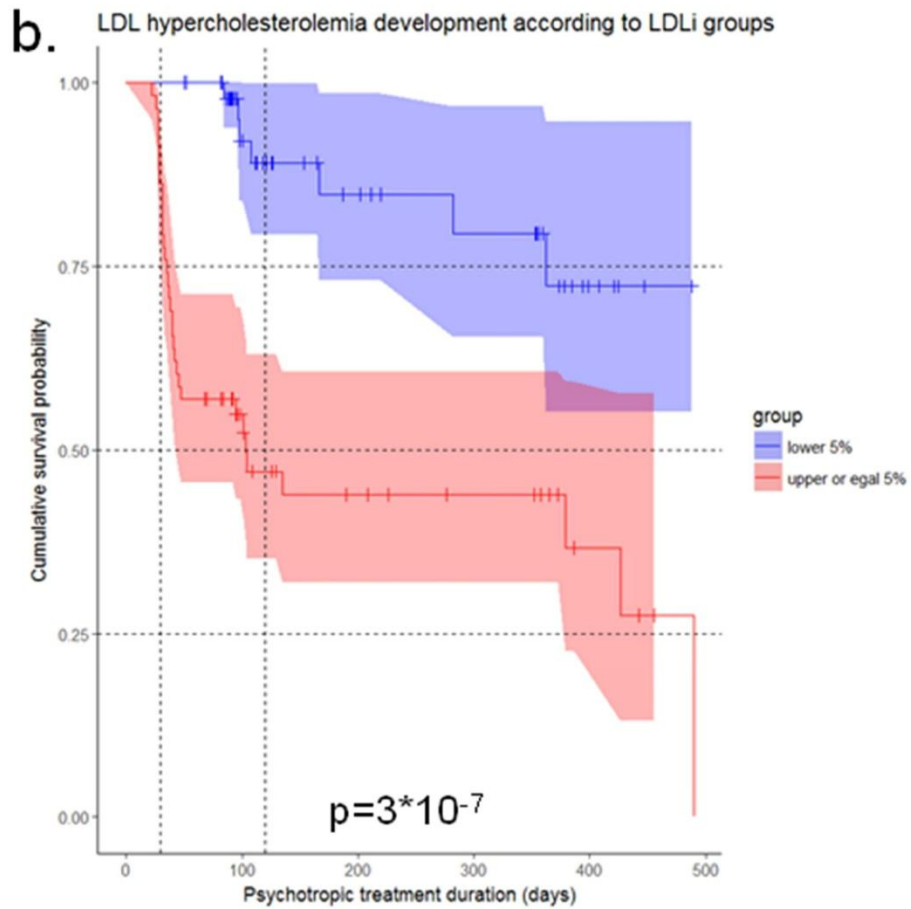 b.
LDL hypercholesterolemia development according to LDLi groups
1.00
0.75
0.50
0.25
0.00
Cumulative survival probability
p=3*10⁻⁷
0 100 200 300 400 500
Psychotropic treatment duration (days)
group
lower 5%
upper or egal 5%